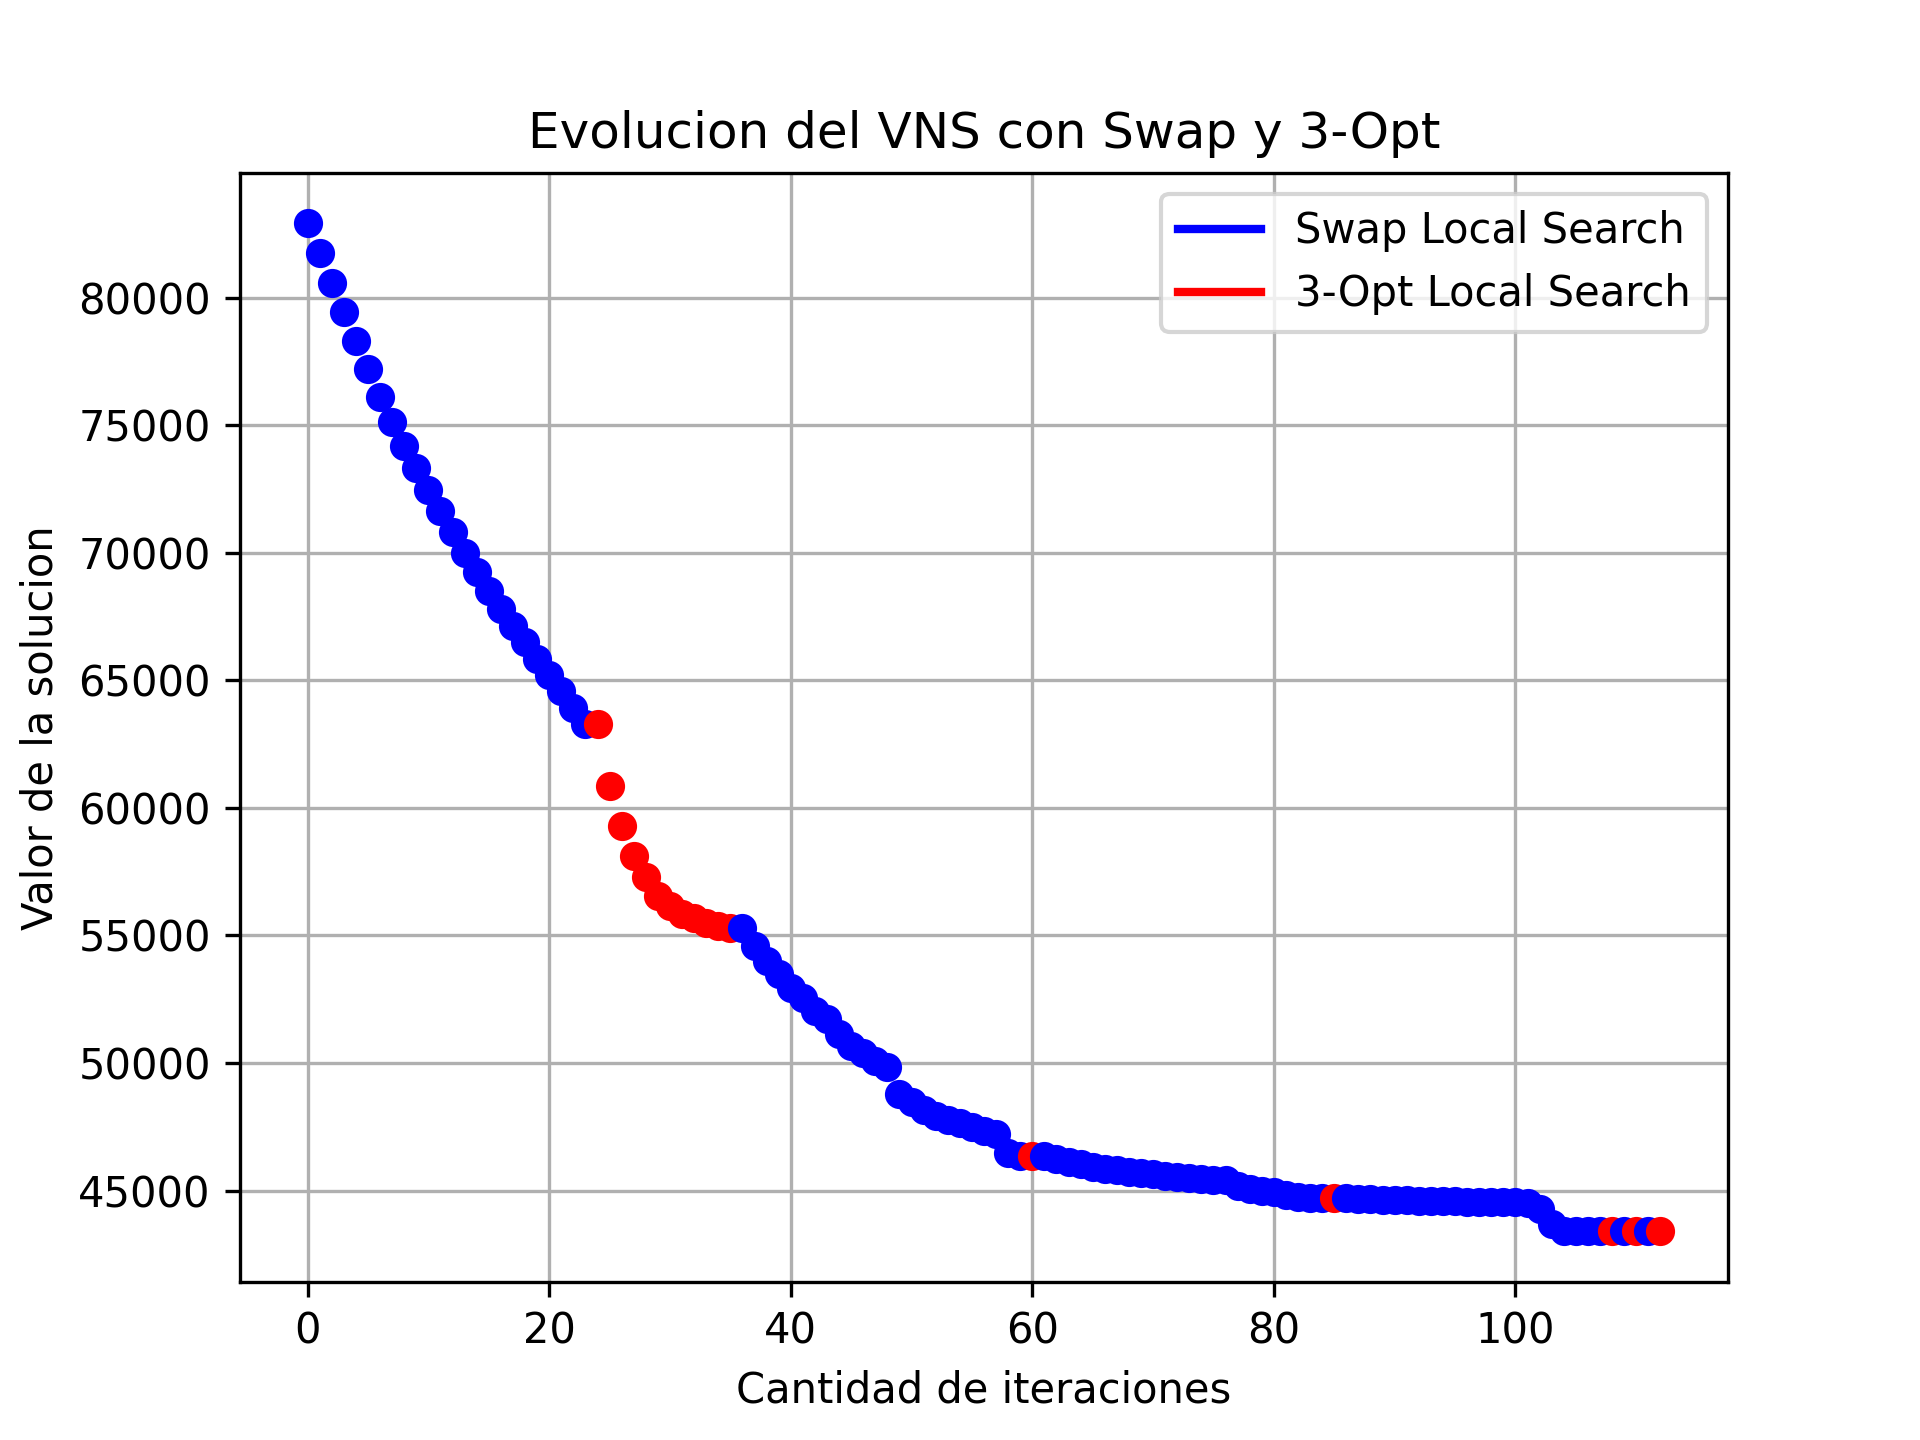 Evolucion del VNS con Swap y 3-Opt
Swap Local Search
3-Opt Local Search
Valor de la solucion
80000
75000
70000
65000
60000
55000
50000
45000
0 20 40 60 80 100
Cantidad de iteraciones